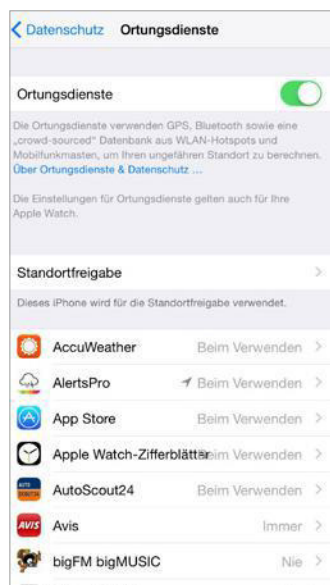 Datenschutz Ortungsdienste
Ortungsdienste
Die Ortungsdienste verwenden GPS, Bluetooth sowie eine
„crowd-sourced“ Datenbank aus WLAN-Hotspots und
Mobilfunkmasten, um Ihren ungefähren Standort zu berechnen.
Über Ortungsdienste & Datenschutz ...
Die Einstellungen für Ortungsdienste gelten auch für Ihre
Apple Watch.
Standortfreigabe
Dieses iPhone wird für die Standortfreigabe verwendet.
AccuWeather Beim Verwenden
AlertsPro Beim Verwenden
App Store Beim Verwenden
Apple Watch-Zifferblätter Beim Verwenden
AutoScout24 Beim Verwenden
AVIS Avis Immer
bigFM bigMUSIC Nie